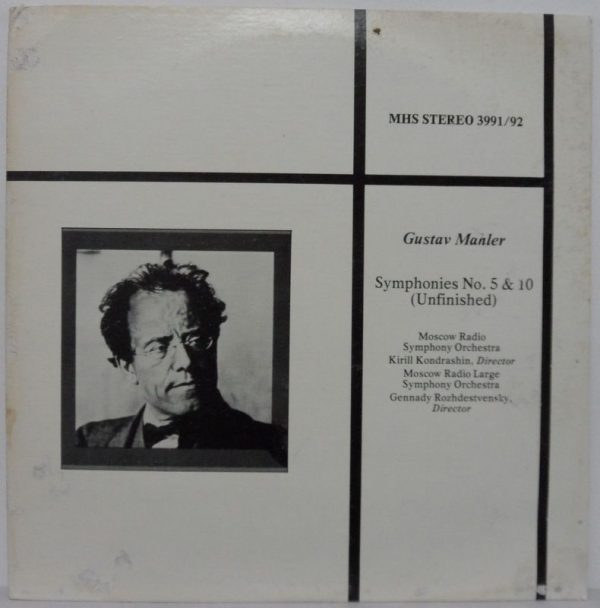 MHS STEREO 3991/92
Gustav Mahler
Symphonies No. 5 & 10
(Unfinished)
Moscow Radio
Symphony Orchestra
Kirill Kondrashin, Director
Moscow Radio Large
Symphony Orchestra
Gennady Rozhdestvensky,
Director